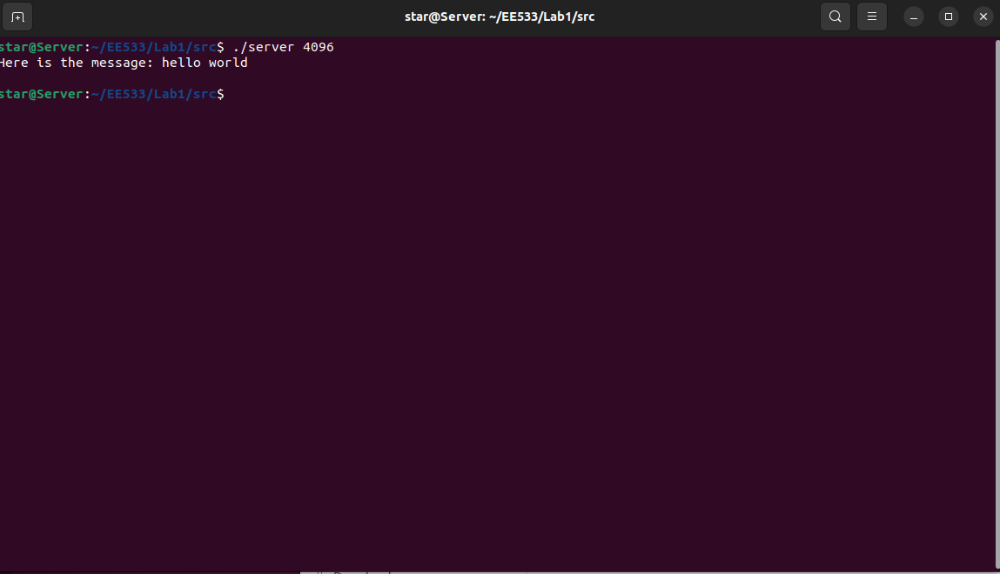 star@Server: ~/EE533/Lab1/src
star@Server:~/EE533/Lab1/src$ ./server 4096
Here is the message: hello world
star@Server:~/EE533/Lab1/src$